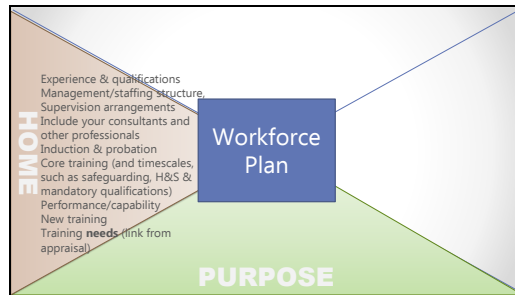 Experience & qualifications
Management/staffing structure,
Supervision arrangements
Include your consultants and
other professionals
Induction & probation
Core training (and timescales,
such as safeguarding, H&S &
mandatory qualifications)
Performance/capability
New training
Training needs (link from
appraisal)
HOME
Workforce
Plan
PURPOSE